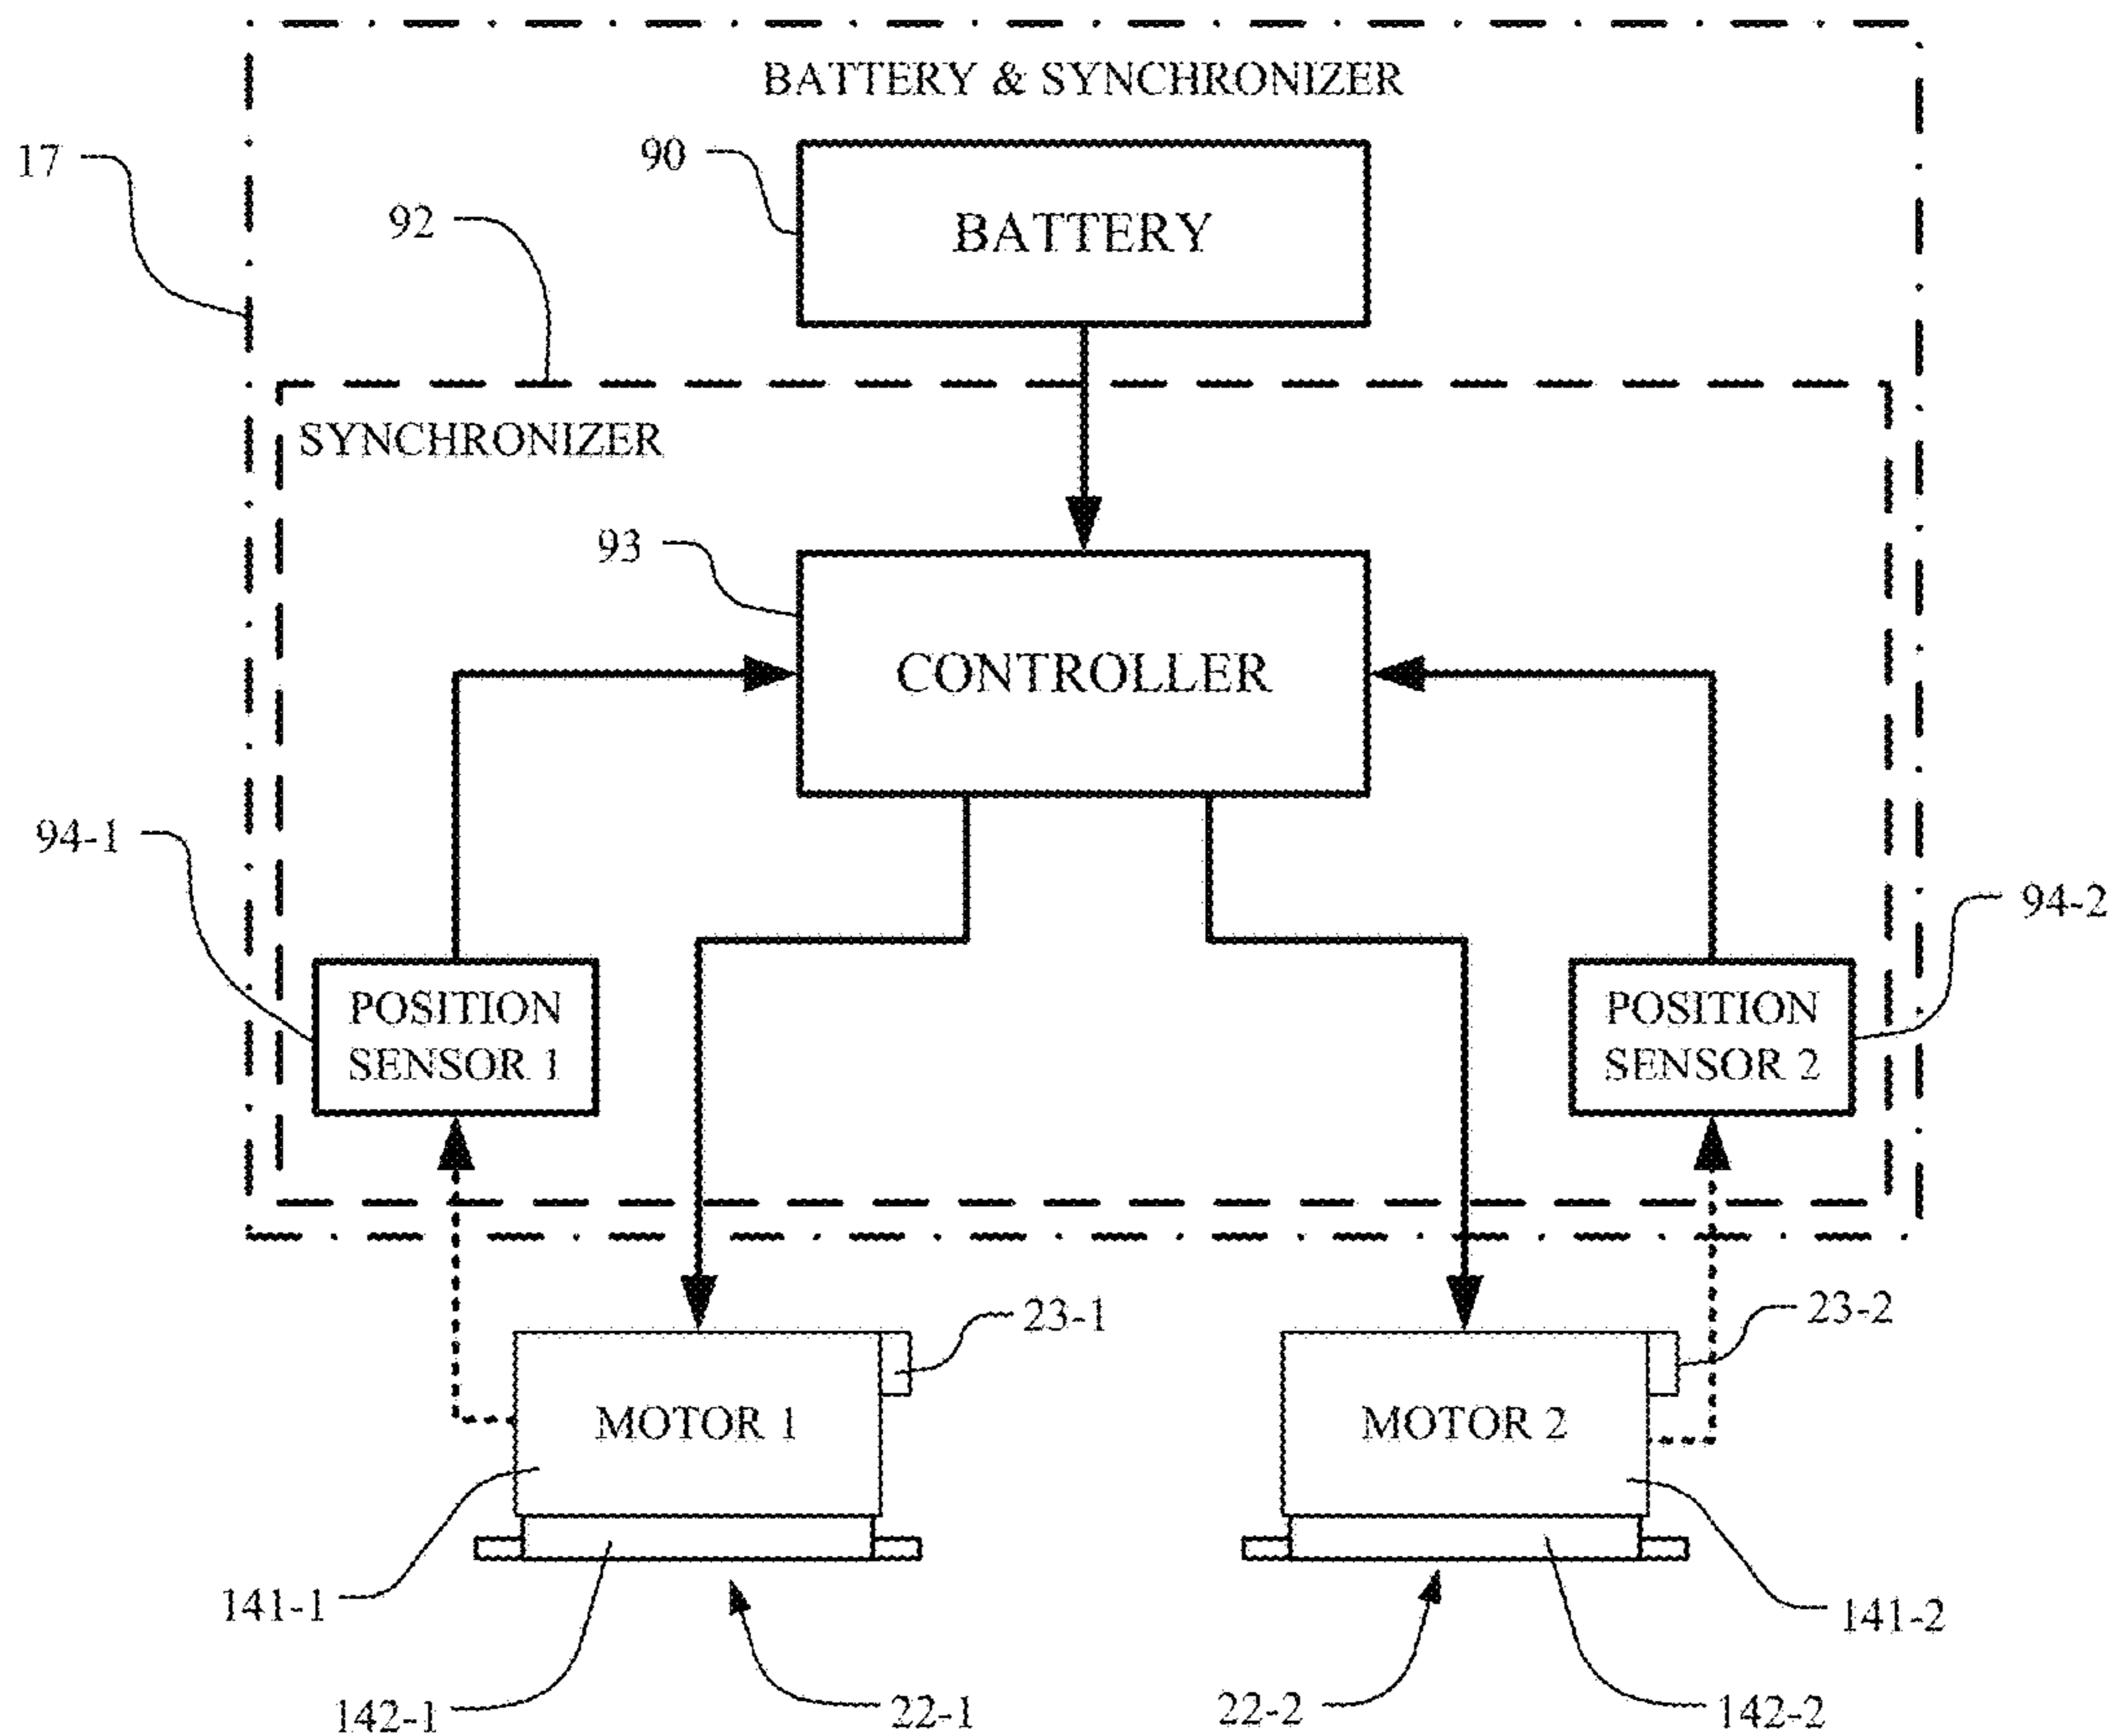 BATTERY & SYNCHRONIZER
17
90
BATTERY
92
SYNCHRONIZER
93
CONTROLLER
94-1
94-2
POSITION
SENSOR 1
POSITION
SENSOR 2
23-1
23-2
MOTOR 1
MOTOR 2
141-1
141-2
142-1
22-1
22-2
142-2